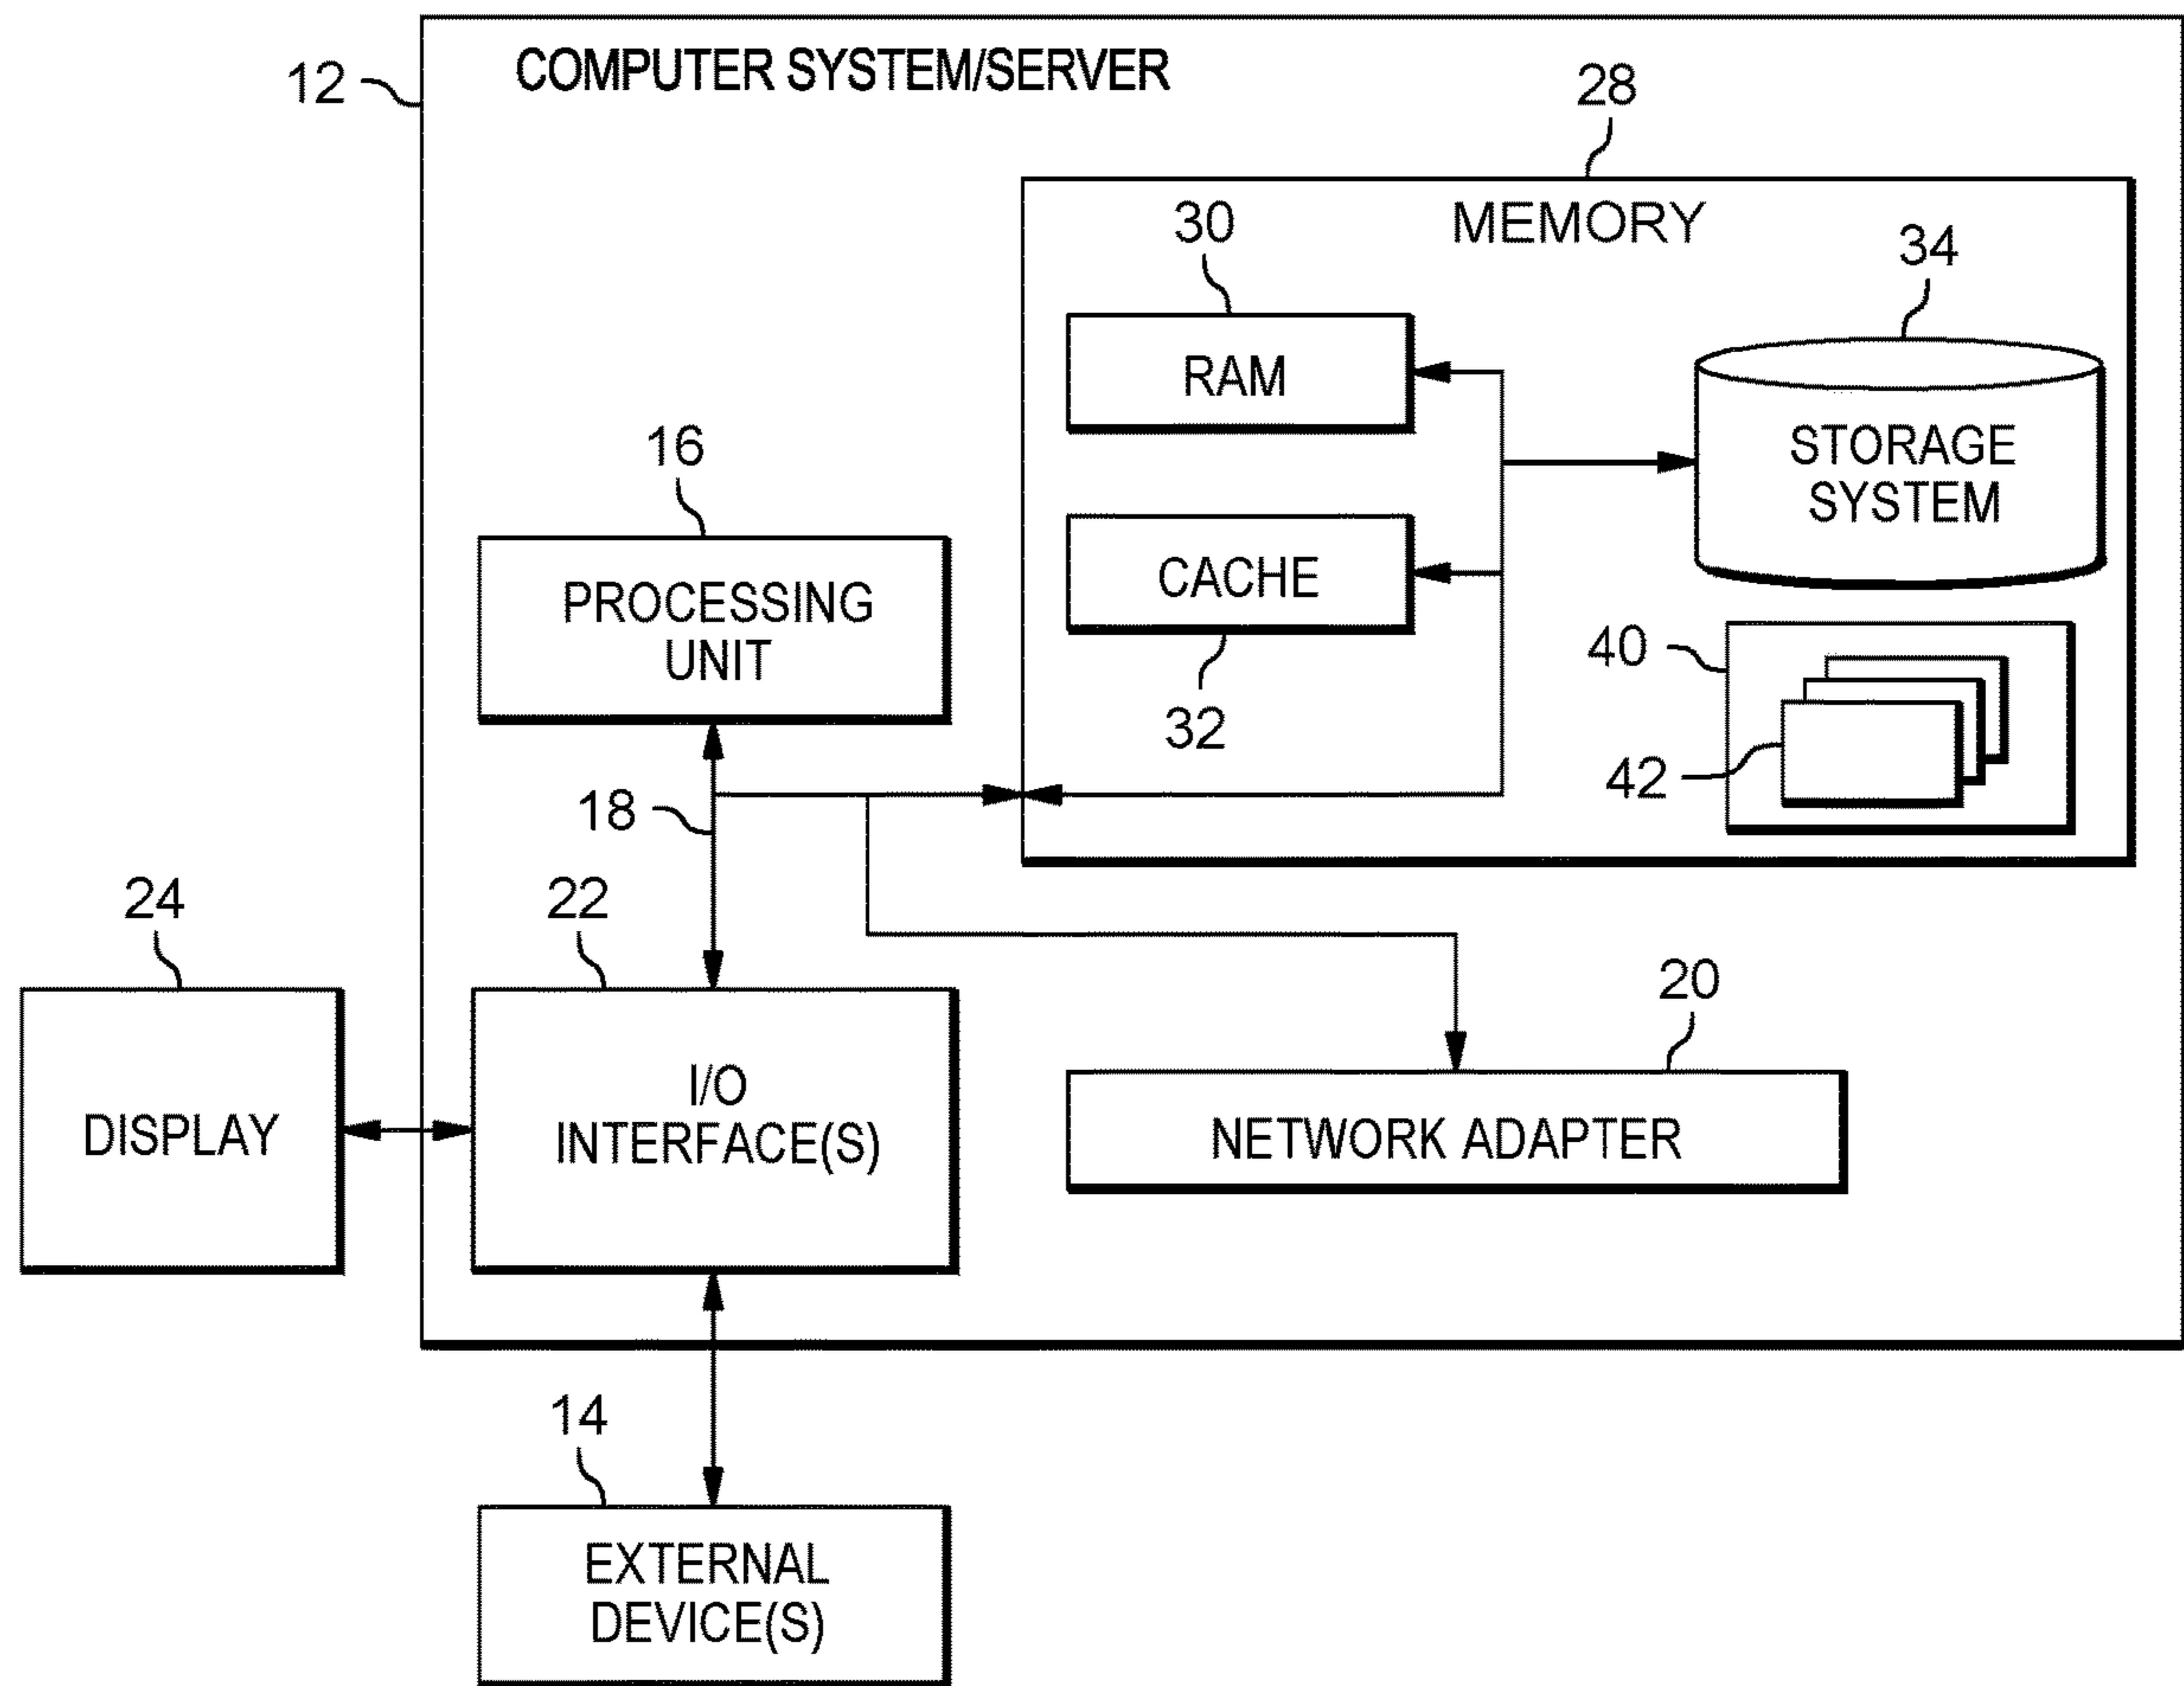 12
COMPUTER SYSTEM/SERVER
28
MEMORY
30
RAM
34
STORAGE
SYSTEM
16
PROCESSING
UNIT
CACHE
32
40
42
18
24
DISPLAY
22
I/O
INTERFACE(S)
20
NETWORK ADAPTER
14
EXTERNAL
DEVICE(S)